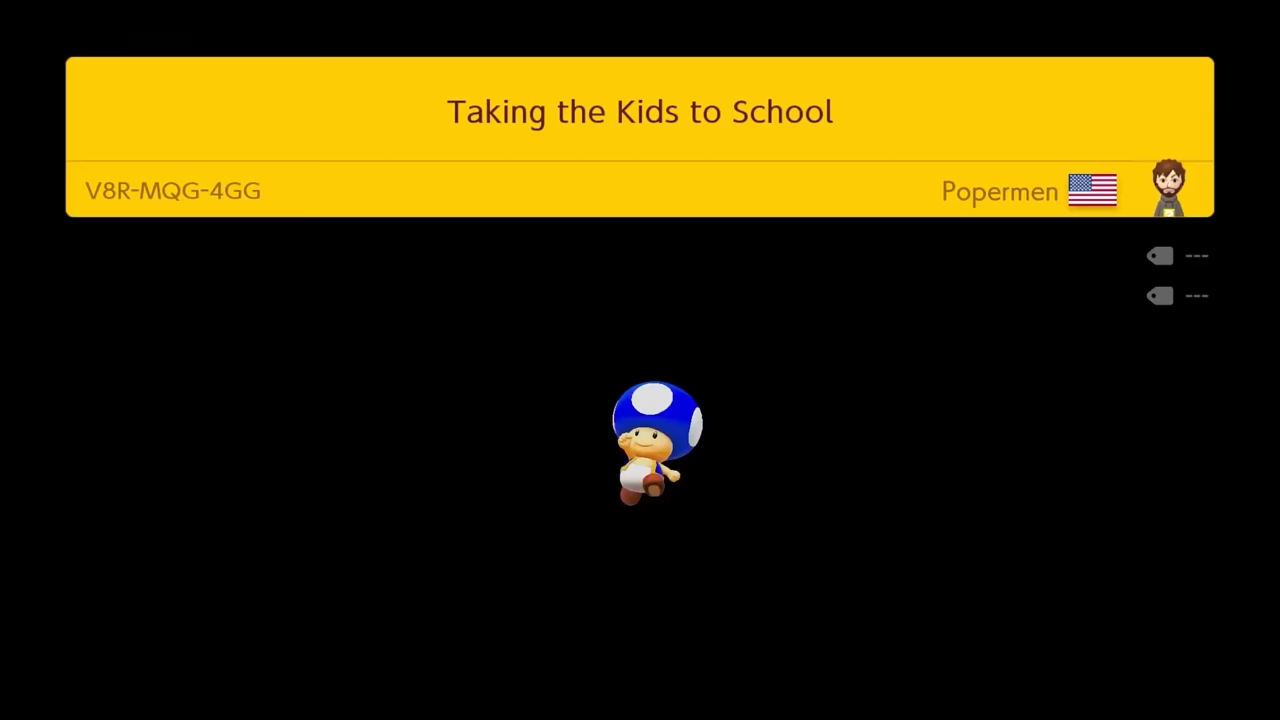 Taking the Kids to School
V8R-MQG-4GG
Popermen
---
---